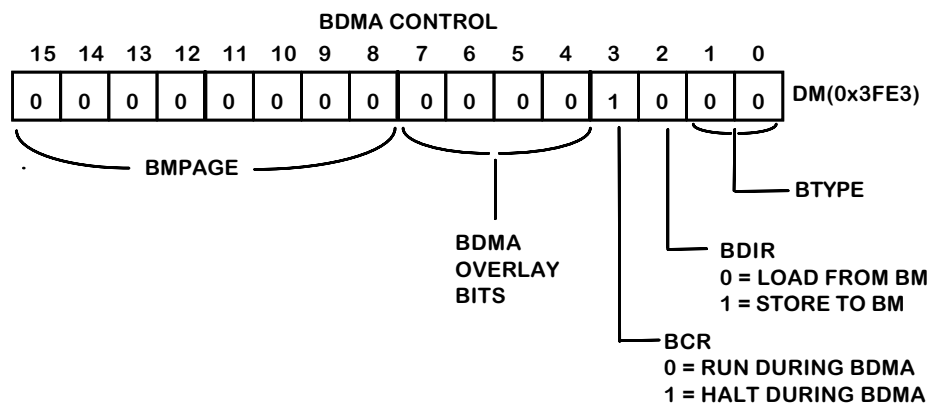 BDMA CONTROL
15 14 13 12 11 10 9 8 7 6 5 4 3 2 1 0
0 0 0 0 0 0 0 0 0 0 0 0 1 0 0 0 DM(0x3FE3)
BMPAGE
BTYPE
BDMA
OVERLAY
BITS
BDIR
0 = LOAD FROM BM
1 = STORE TO BM
BCR
0 = RUN DURING BDMA
1 = HALT DURING BDMA